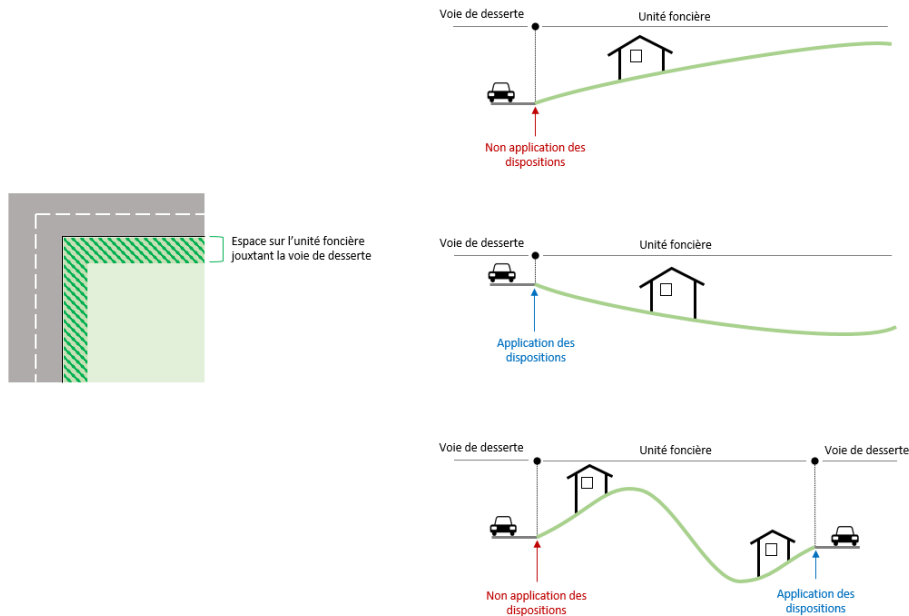 Voie de desserte
Unité foncière
Non application des
dispositions
Espace sur l'unité foncière
jouxtant la voie de desserte
Voie de desserte
Unité foncière
Application des
dispositions
Voie de desserte
Unité foncière
Voie de desserte
Non application des
dispositions
Application des
dispositions